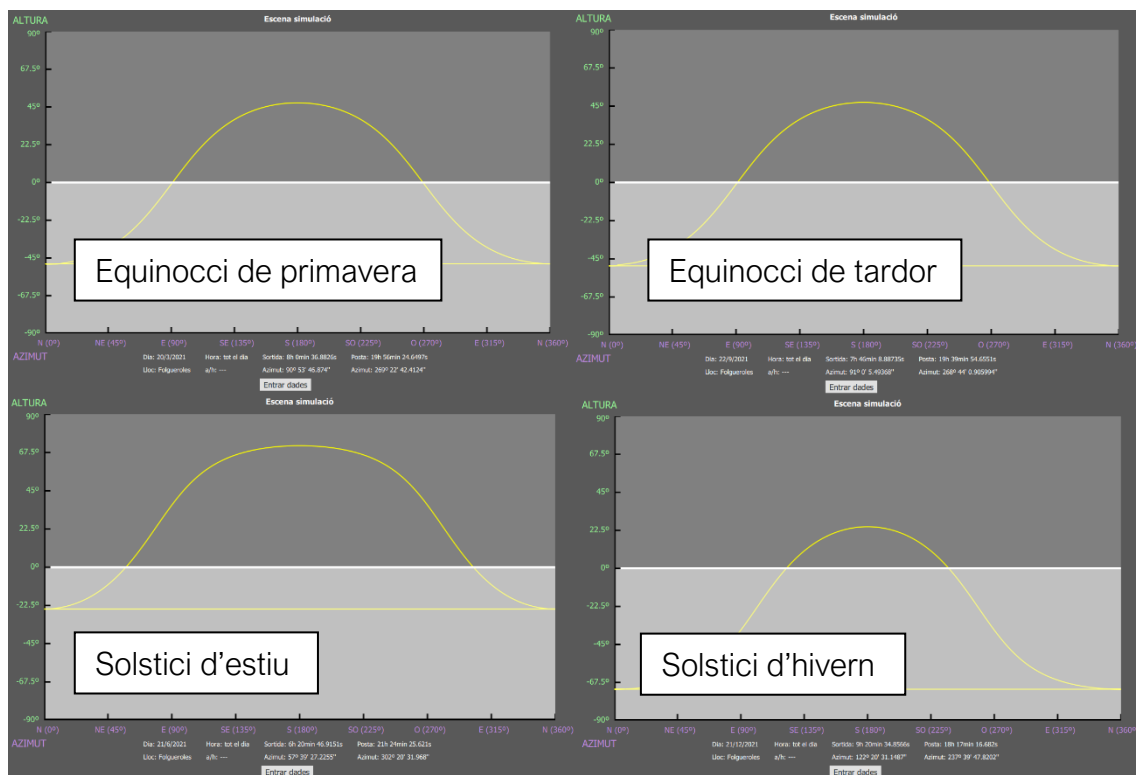 ALTURA
Escena simulació
90º
67.5º
45º
22.5º
0º
-22.5º
-45º
-67.5º
-90º
Equinocci de primavera
N (0º) NE (45º) E (90º) SE (135º) S (180º) SO (225º) O (270º) E (315º) N (360º)
AZIMUT
Dia: 20/3/2021 Hora: tot el dia Sortida: 8h 0min 36.8826s Posta: 19h 56min 24.6497s
Lloc: Folgueroles a/h: --- Azimut: 90º 53' 46.874" Azimut: 269º 22' 42.4124"
Entrar dades
ALTURA
Escena simulació
90º
67.5º
45º
22.5º
0º
-22.5º
-45º
-67.5º
-90º
Equinocci de tardor
N (0º) NE (45º) E (90º) SE (135º) S (180º) SO (225º) O (270º) E (315º) N (360º)
AZIMUT
Dia: 22/9/2021 Hora: tot el dia Sortida: 7h 46min 8.88735s Posta: 19h 39min 54.6551s
Lloc: Folgueroles a/h: --- Azimut: 91º 0' 5.49368" Azimut: 268º 44' 0.905994"
Entrar dades
ALTURA
Escena simulació
90º
67.5º
45º
22.5º
0º
-22.5º
-45º
-67.5º
-90º
Solstici d'estiu
N (0º) NE (45º) E (90º) SE (135º) S (180º) SO (225º) O (270º) E (315º) N (360º)
AZIMUT
Dia: 21/6/2021 Hora: tot el dia Sortida: 6h 20min 46.9151s Posta: 21h 24min 25.621s
Lloc: Folgueroles a/h: --- Azimut: 57º 39' 27.2255" Azimut: 302º 20' 31.968"
Entrar dades
ALTURA
Escena simulació
90º
67.5º
45º
22.5º
0º
-22.5º
-45º
-67.5º
-90º
Solstici d'hivern
N (0º) NE (45º) E (90º) SE (135º) S (180º) SO (225º) O (270º) E (315º) N (360º)
AZIMUT
Dia: 21/12/2021 Hora: tot el dia Sortida: 9h 20min 34.8566s Posta: 18h 17min 16.682s
Lloc: Folgueroles a/h: --- Azimut: 122º 20' 31.1487" Azimut: 237º 39' 47.8202"
Entrar dades